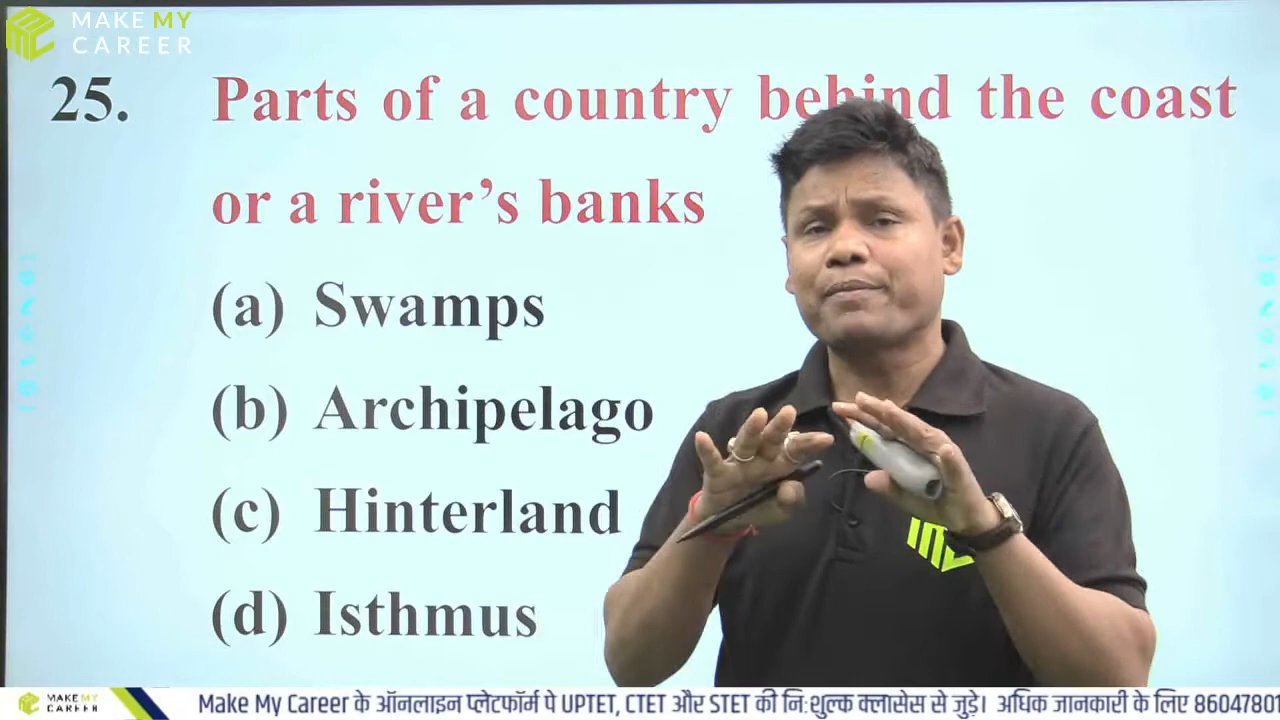 MAKE MY
CAREER
25. Parts of a country behind the coast
or a river's banks
(a) Swamps
(b) Archipelago
(c) Hinterland
(d) Isthmus
MAKE MY
CAREER
Make My Career के ऑनलाइन प्लेटफॉर्म पे UPTET, CTET और STET की नि:शुल्क क्लासेस से जुड़े। अधिक जानकारी के लिए 86047801